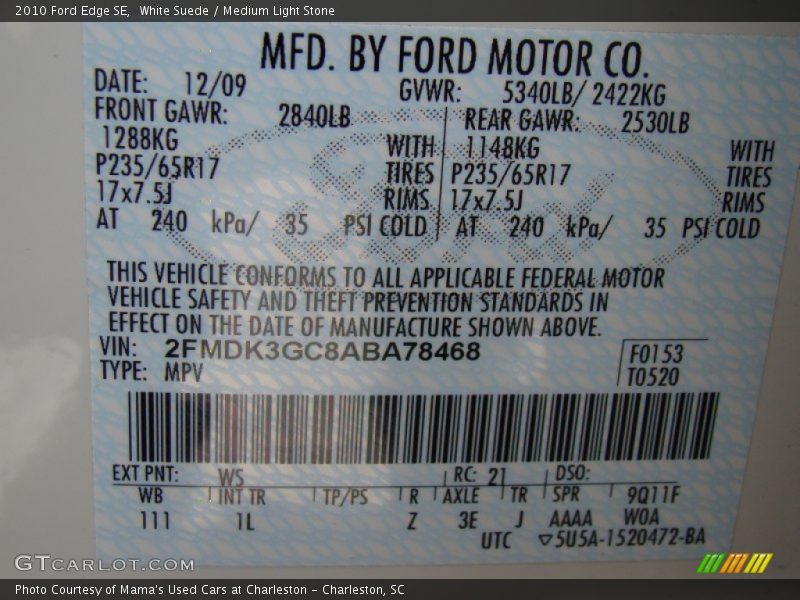 2010 Ford Edge SE,  White Suede / Medium Light Stone
MFD. BY FORD MOTOR CO.
DATE: 12/09 GVWR: 5340LB/ 2422KG
FRONT GAWR: 2840LB REAR GAWR: 2530LB
1288KG WITH 1148KG WITH
P235/65R17 TIRES P235/65R17 TIRES
17x7.5J RIMS 17x7.5J RIMS
AT 240 kPa/ 35 PSI COLD AT 240 kPa/ 35 PSI COLD
THIS VEHICLE CONFORMS TO ALL APPLICABLE FEDERAL MOTOR
VEHICLE SAFETY AND THEFT PREVENTION STANDARDS IN
EFFECT ON THE DATE OF MANUFACTURE SHOWN ABOVE.
VIN: 2FMDK3GC8ABA78468 F0153
TYPE: MPV T0520
EXT PNT: WS RC: 21 DSO:
WB INT TR TP/PS R AXLE TR SPR 9Q11F
111 1L Z 3E J AAAA WOA
UTC ▽5U5A-1520472-BA
GTCARLOT.COM
Photo Courtesy of Mama's Used Cars at Charleston – Charleston, SC